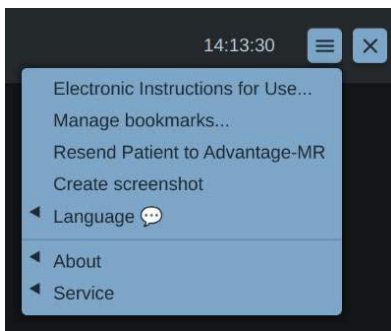 14:13:30
Electronic Instructions for Use...
Manage bookmarks...
Resend Patient to Advantage-MR
Create screenshot
Language
About
Service